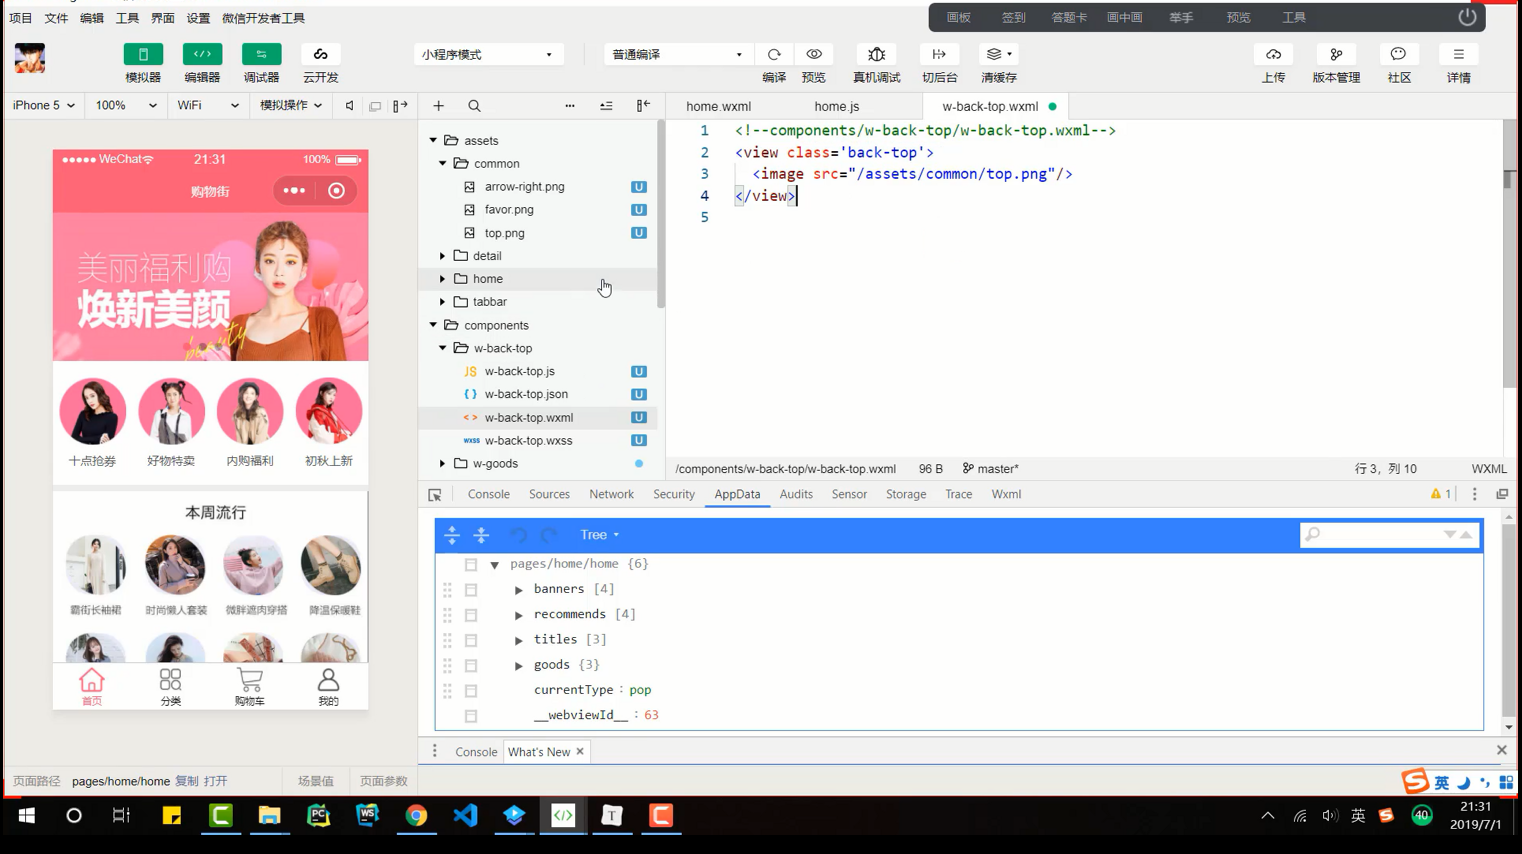 项目 文件 编辑 工具 界面 设置 微信开发者工具
画板 签到 答题卡 画中画 举手 预览 工具
小程序模式 普通编译
模拟器 编辑器 调试器 云开发 编译 预览 真机调试 切后台 清缓存 上传 版本管理 社区 详情
iPhone 5 100% WiFi 模拟操作
home.wxml home.js w-back-top.wxml
WeChat 21:31 100%
购物街
美丽福利购
焕新美颜
beauty
十点抢券 好物特卖 内购福利 初秋上新
本周流行
霸街长袖裙 时尚懒人套装 微胖遮肉穿搭 降温保暖鞋
首页 分类 购物车 我的
页面路径 pages/home/home 复制 打开 场景值 页面参数
assets
common
arrow-right.png U
favor.png U
top.png U
detail
home
tabbar
components
w-back-top
JS w-back-top.js U
{ } w-back-top.json U
< > w-back-top.wxml U
wxss w-back-top.wxss U
w-goods
1 <!--components/w-back-top/w-back-top.wxml-->
2 <view class='back-top'>
3 <image src="/assets/common/top.png"/>
4 </view>
5
/components/w-back-top/w-back-top.wxml 96 B master* 行 3，列 10 WXML
Console Sources Network Security AppData Audits Sensor Storage Trace Wxml 1
Tree
pages/home/home {6}
banners [4]
recommends [4]
titles [3]
goods {3}
currentType : pop
__webviewId__ : 63
Console What's New
英
PC WS T C
英 40
21:31
2019/7/1